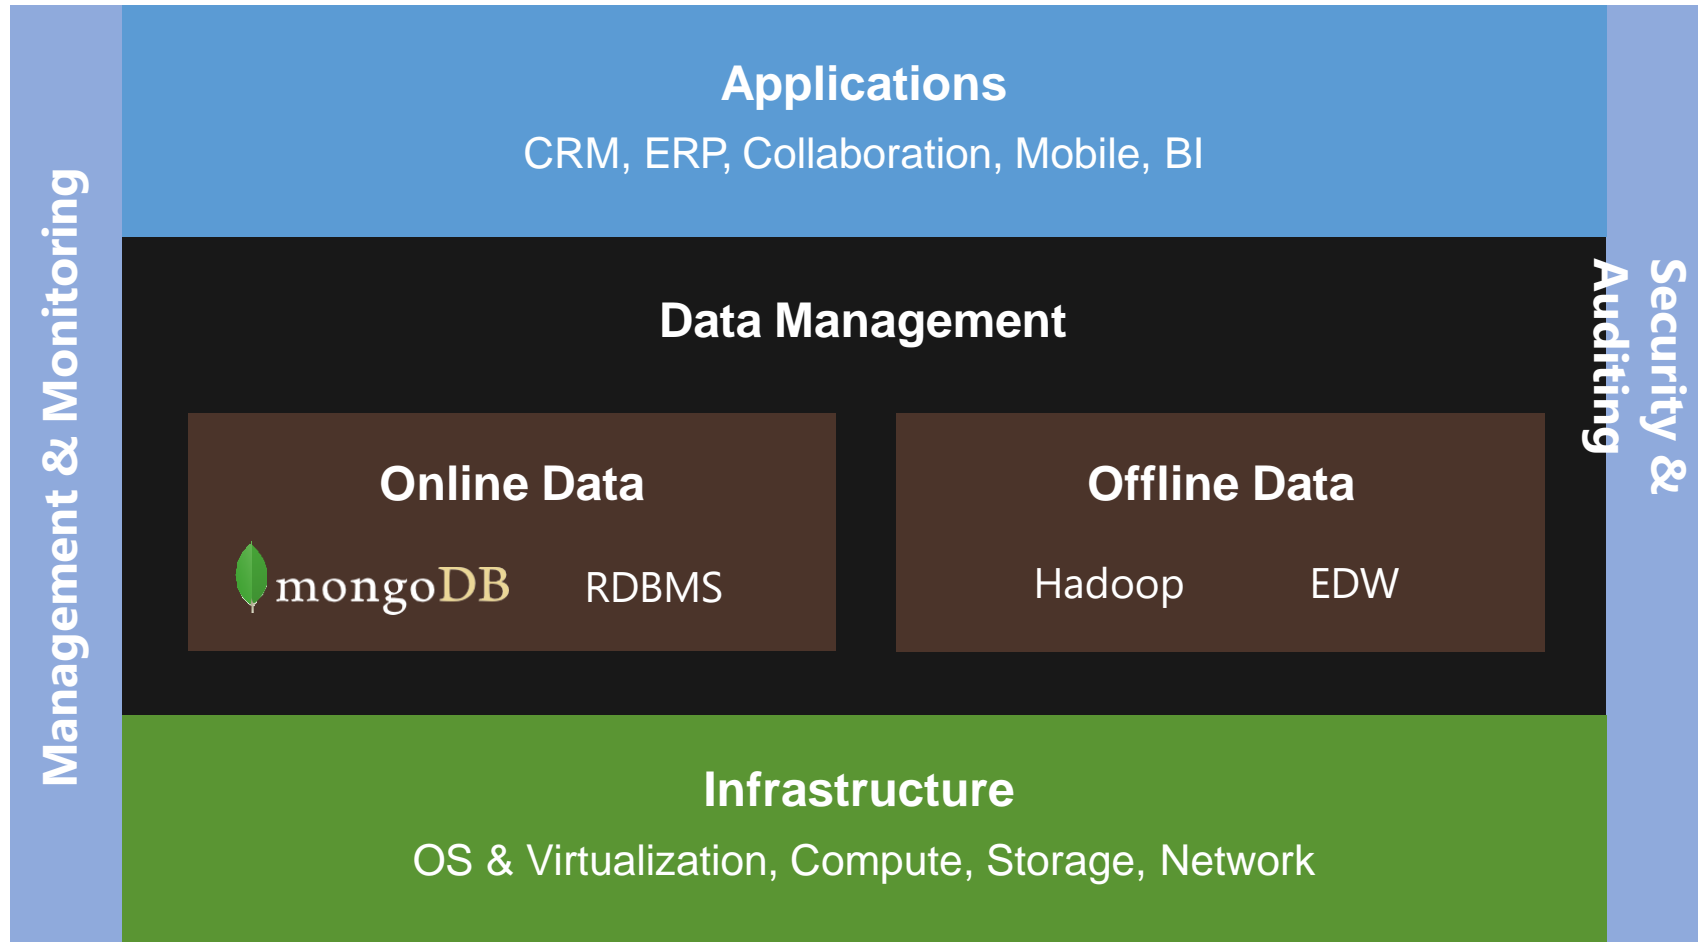 Management & Monitoring
Applications
CRM, ERP, Collaboration, Mobile, BI
Data Management
Online Data
mongoDB
RDBMS
Offline Data
Hadoop
EDW
Infrastructure
OS & Virtualization, Compute, Storage, Network
Security &
Auditing